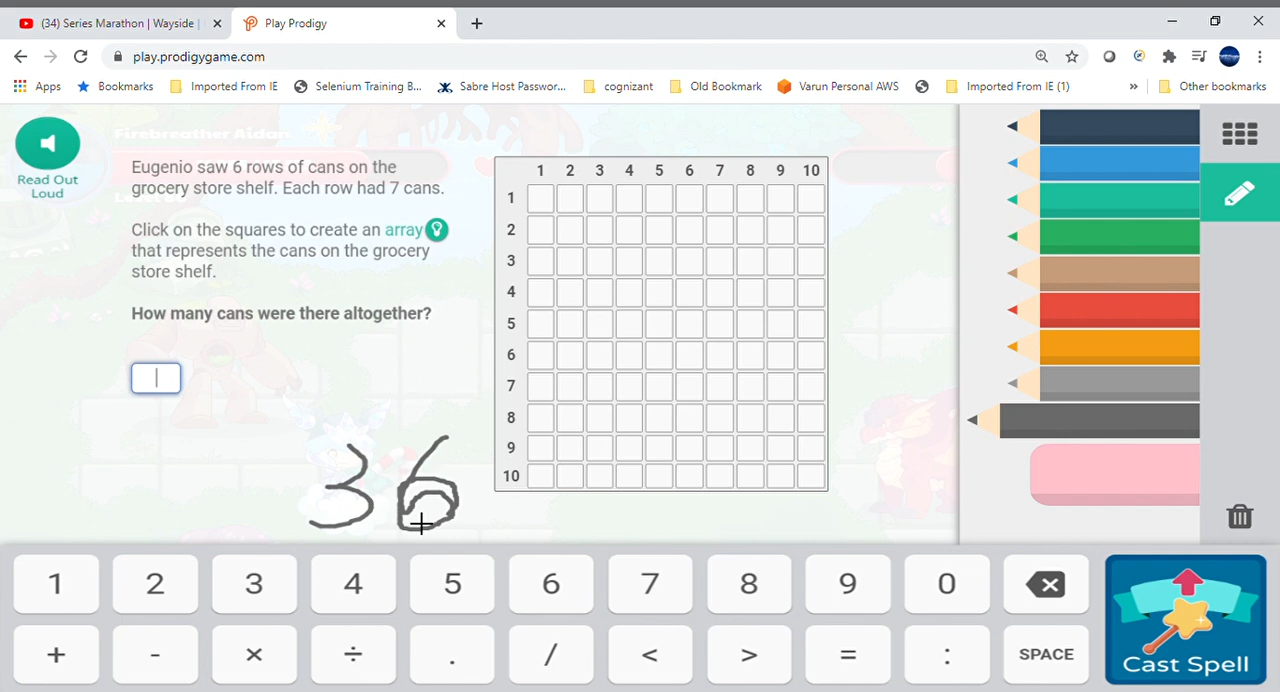 (34) Series Marathon | Wayside |
Play Prodigy
play.prodigygame.com
Apps Bookmarks Imported From IE Selenium Training B... Sabre Host Passwor... cognizant Old Bookmark Varun Personal AWS Imported From IE (1) » Other bookmarks
Firebreather Aidan
Read Out
Loud
Eugenio saw 6 rows of cans on the
grocery store shelf. Each row had 7 cans.
Click on the squares to create an array
that represents the cans on the grocery
store shelf.
How many cans were there altogether?
1 2 3 4 5 6 7 8 9 10
1
2
3
4
5
6
7
8
9
10
36
1 2 3 4 5 6 7 8 9 0
+ - × ÷ . / < > = : SPACE
Cast Spell